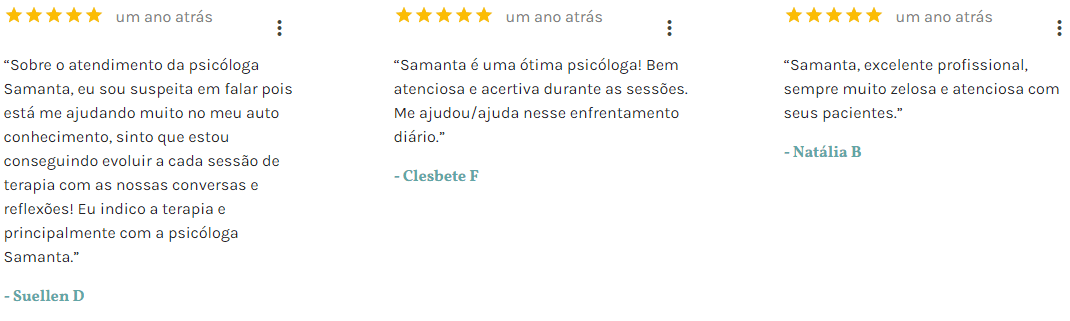 um ano atrás
“Sobre o atendimento da psicóloga
Samanta, eu sou suspeita em falar pois
está me ajudando muito no meu auto
conhecimento, sinto que estou
conseguindo evoluir a cada sessão de
terapia com as nossas conversas e
reflexões! Eu indico a terapia e
principalmente com a psicóloga
Samanta.”
- Suellen D
um ano atrás
“Samanta é uma ótima psicóloga! Bem
atenciosa e acertiva durante as sessões.
Me ajudou/ajuda nesse enfrentamento
diário.”
- Clesbete F
um ano atrás
“Samanta, excelente profissional,
sempre muito zelosa e atenciosa com
seus pacientes.”
- Natália B